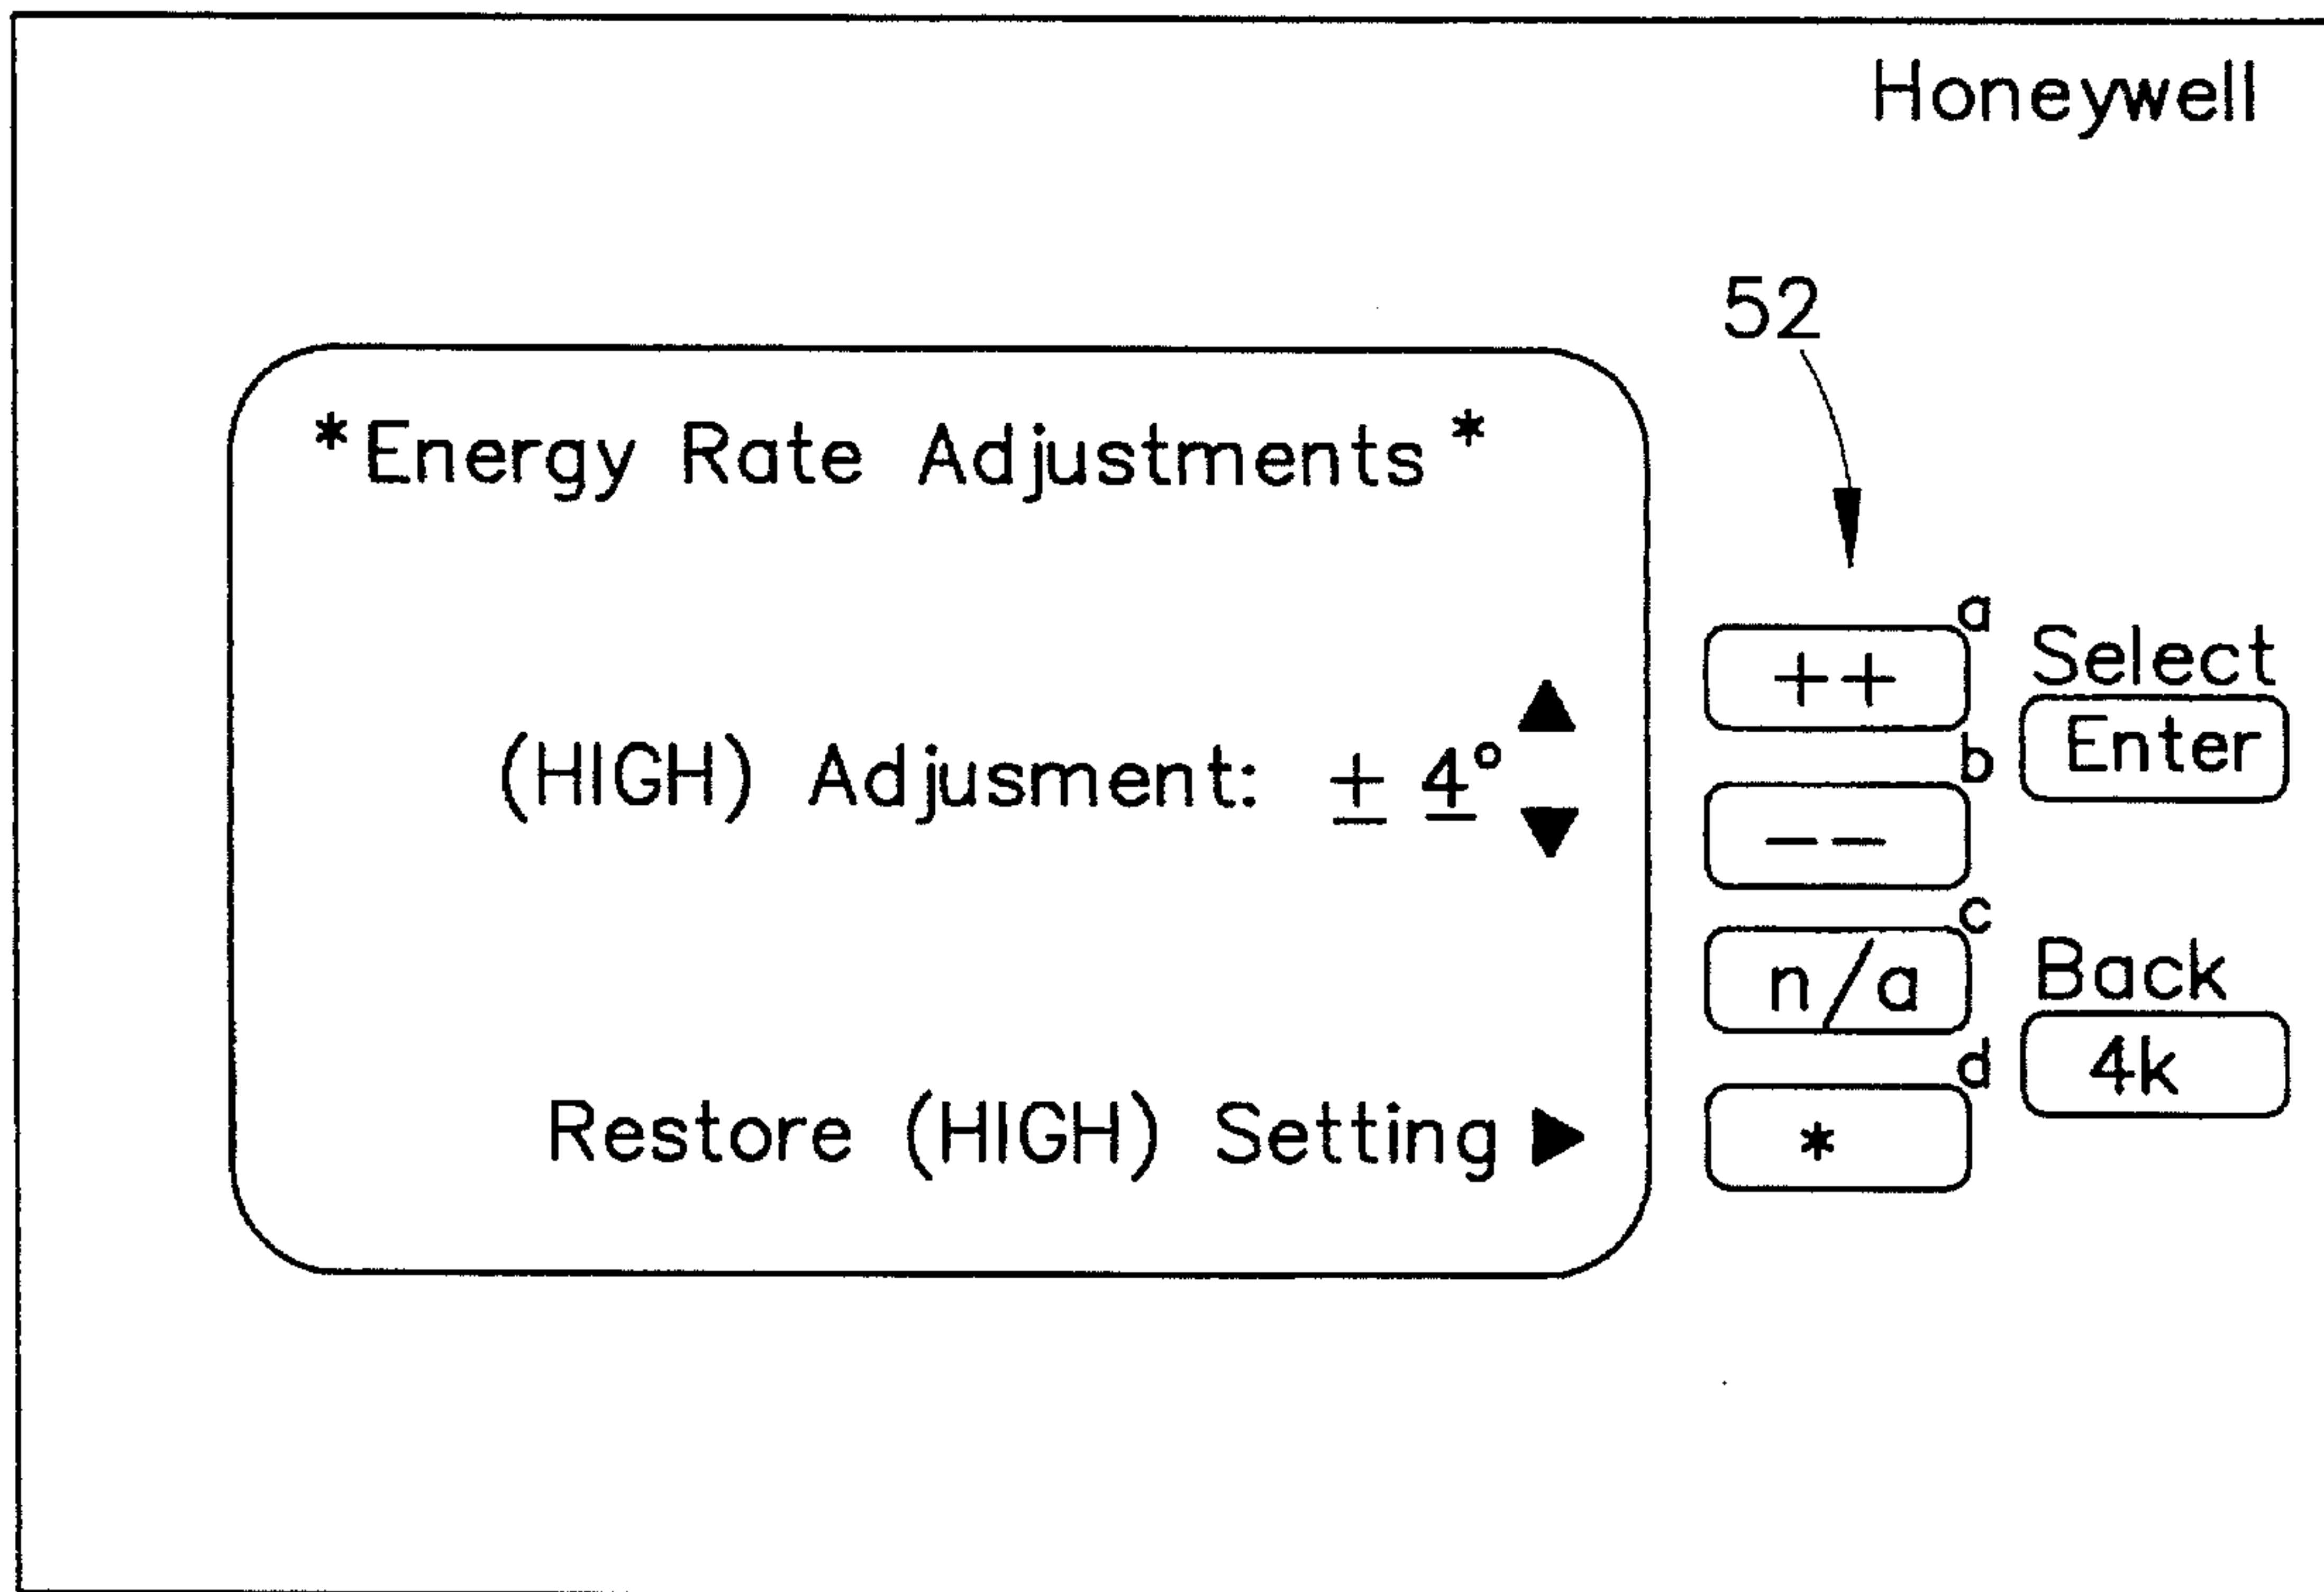 Honeywell
52
*Energy Rate Adjustments*
(HIGH) Adjusment: ± 4°
Restore (HIGH) Setting
a
++
b
--
c
n/a
d
*
Select
Enter
Back
4k